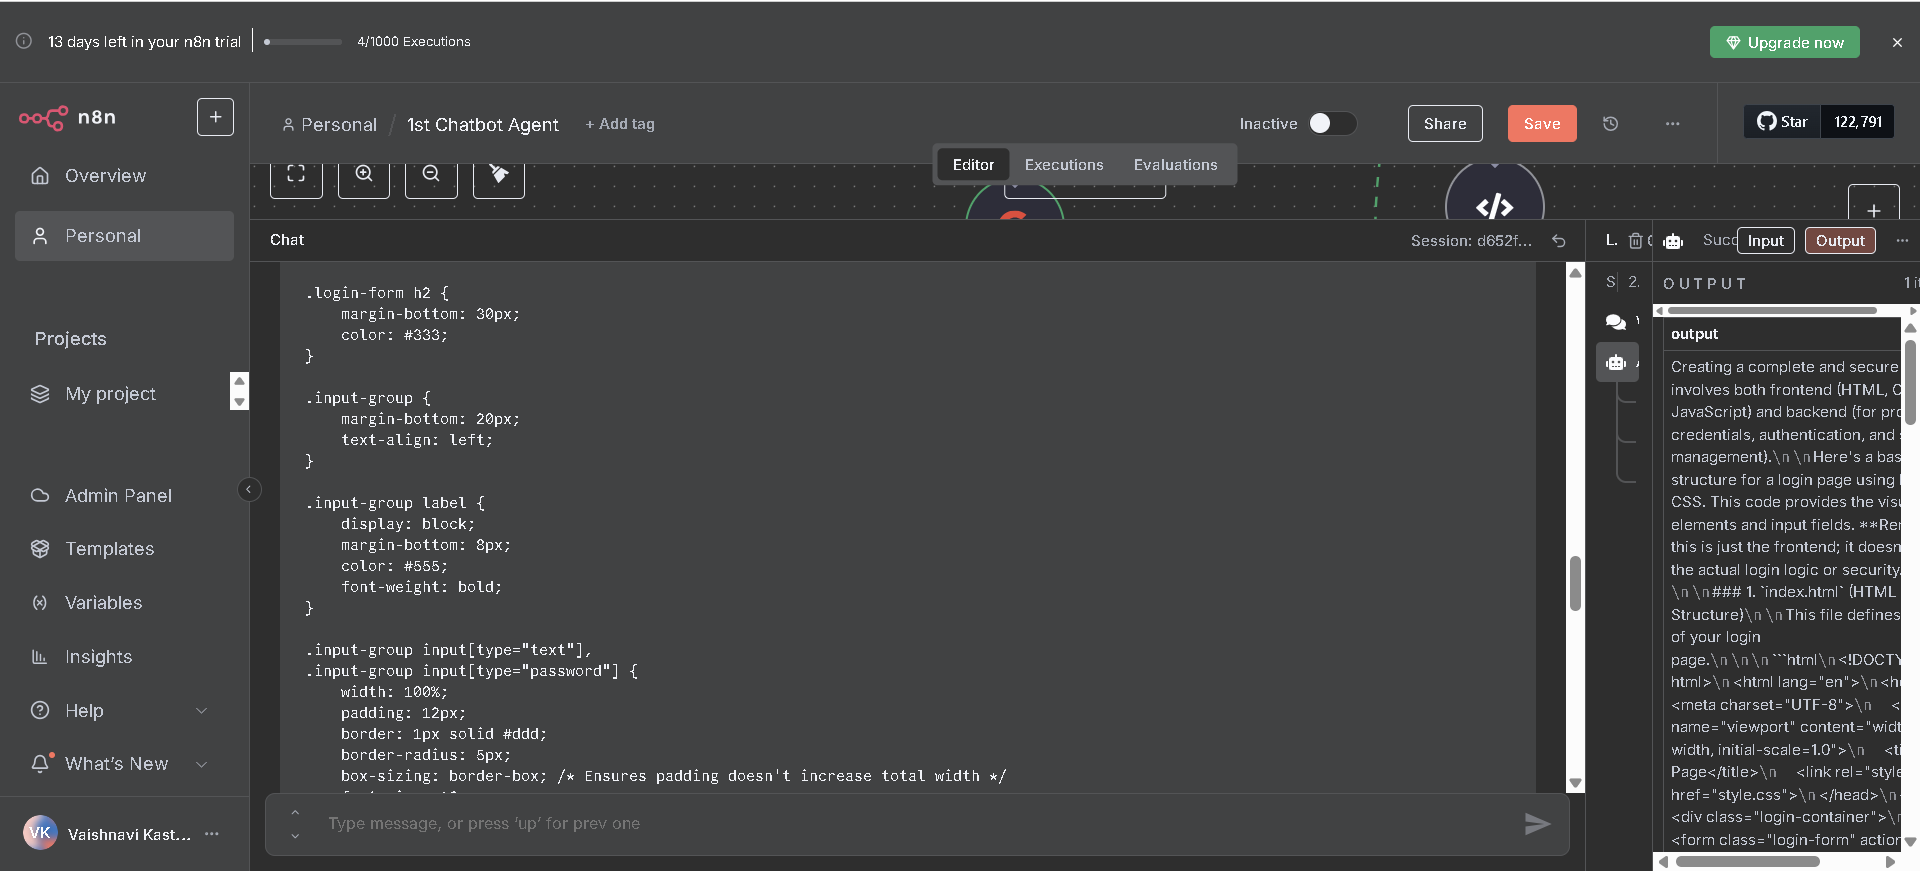 13 days left in your n8n trial
4/1000 Executions
Upgrade now
n8n
Personal / 1st Chatbot Agent + Add tag
Inactive
Share
Save
Star 122,791
Overview
Personal
Projects
My project
Admin Panel
Templates
Variables
Insights
Help
What's New
VK Vaishnavi Kast...
Editor Executions Evaluations
Chat
Session: d652f...
.login-form h2 {
margin-bottom: 30px;
color: #333;
}
.input-group {
margin-bottom: 20px;
text-align: left;
}
.input-group label {
display: block;
margin-bottom: 8px;
color: #555;
font-weight: bold;
}
.input-group input[type="text"],
.input-group input[type="password"] {
width: 100%;
padding: 12px;
border: 1px solid #ddd;
border-radius: 5px;
box-sizing: border-box; /* Ensures padding doesn't increase total width */
Type message, or press 'up' for prev one
L.
S 2.
Succ Input Output
OUTPUT
output
Creating a complete and secure
involves both frontend (HTML, C
JavaScript) and backend (for pro
credentials, authentication, and
management).\n \nHere's a bas
structure for a login page using
CSS. This code provides the visu
elements and input fields. **Rem
this is just the frontend; it doesn
the actual login logic or security.
\n \n### 1. `index.html` (HTML
Structure)\n \nThis file defines
of your login
page.\n \n \n```html\n<!DOCTY
html>\n<html lang="en">\n<he
<meta charset="UTF-8">\n <
name="viewport" content="widt
width, initial-scale=1.0">\n <ti
Page</title>\n <link rel="style
href="style.css">\n</head>\n
<div class="login-container">\n
<form class="login-form" action